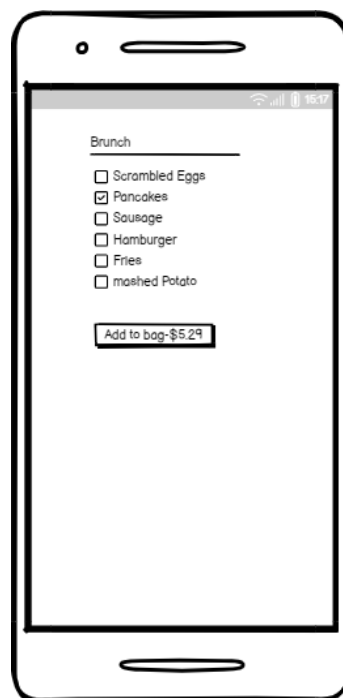 15:17
Brunch
Scrambled Eggs
Pancakes
Sausage
Hamburger
Fries
mashed Potato
Add to bag-$5.29